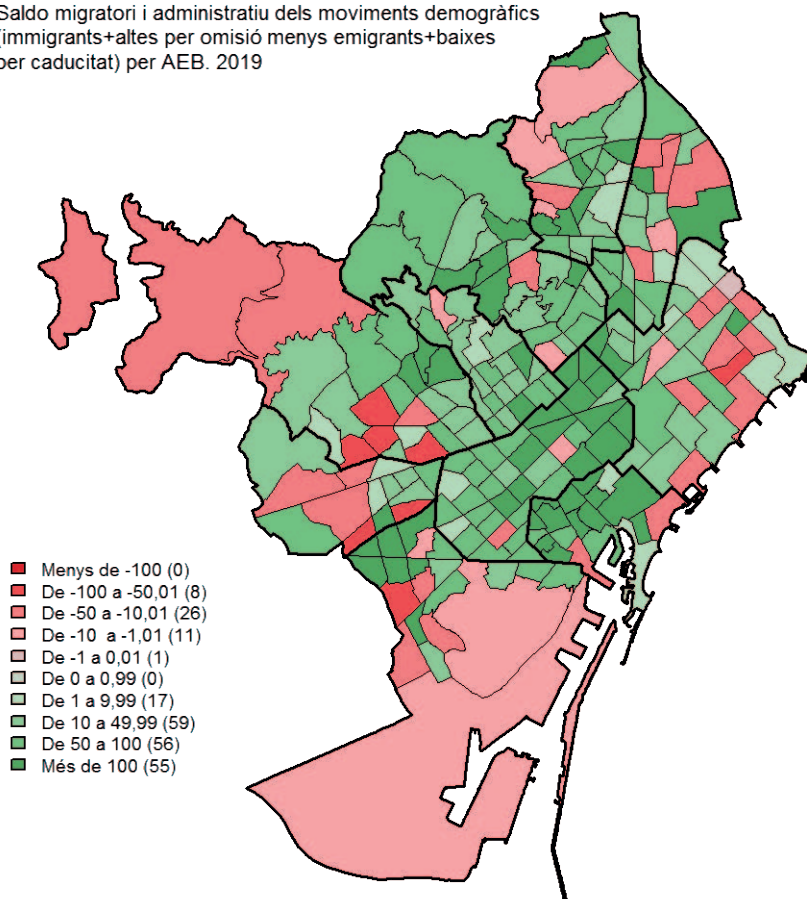 Saldo migratori i administratiu dels moviments demogràfics
(immigrants+altes per omisió menys emigrants+baixes
per caducitat) per AEB. 2019
Menys de -100 (0)
De -100 a -50,01 (8)
De -50 a -10,01 (26)
De -10 a -1,01 (11)
De -1 a 0,01 (1)
De 0 a 0,99 (0)
De 1 a 9,99 (17)
De 10 a 49,99 (59)
De 50 a 100 (56)
Més de 100 (55)